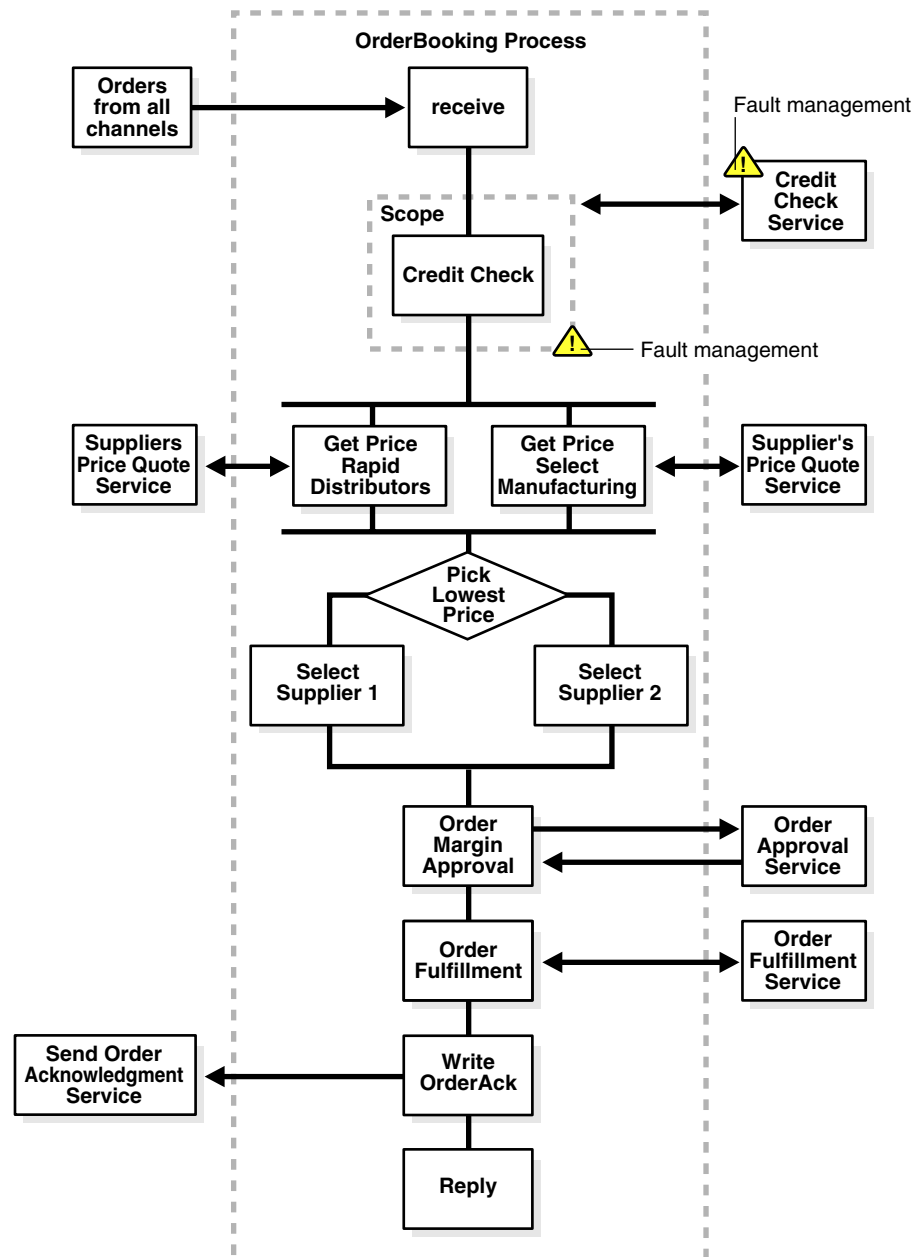 OrderBooking Process
Orders
from all
channels
receive
Fault management
!
Credit
Check
Service
Scope
Credit Check
!
Fault management
Suppliers
Price Quote
Service
Get Price
Rapid
Distributors
Get Price
Select
Manufacturing
Supplier's
Price Quote
Service
Pick
Lowest
Price
Select
Supplier 1
Select
Supplier 2
Order
Margin
Approval
Order
Approval
Service
Order
Fulfillment
Order
Fulfillment
Service
Send Order
Acknowledgment
Service
Write
OrderAck
Reply